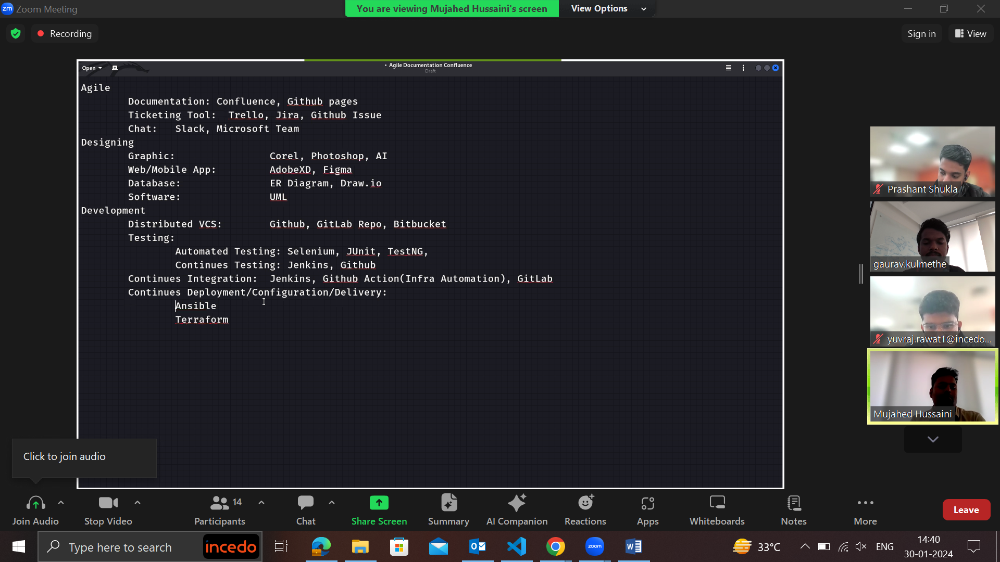 zm Zoom Meeting
You are viewing Mujahed Hussaini's screen
View Options
Recording
Sign in
View
Open
• Agile Documentation Confluence
Draft
Agile
Documentation: Confluence, Github pages
Ticketing Tool: Trello, Jira, Github Issue
Chat: Slack, Microsoft Team
Designing
Graphic: Corel, Photoshop, AI
Web/Mobile App: AdobeXD, Figma
Database: ER Diagram, Draw.io
Software: UML
Development
Distributed VCS: Github, GitLab Repo, Bitbucket
Testing:
Automated Testing: Selenium, JUnit, TestNG,
Continues Testing: Jenkins, Github
Continues Integration: Jenkins, Github Action(Infra Automation), GitLab
Continues Deployment/Configuration/Delivery:
Ansible
Terraform
Prashant Shukla
gaurav.kulmethe
yuvraj.rawat1@incedo...
Mujahed Hussaini
Click to join audio
14
Join Audio
Stop Video
Participants
Chat
Share Screen
Summary
AI Companion
Reactions
Apps
Whiteboards
Notes
More
Leave
Type here to search
incedo
zoom
33°C
ENG
14:40
30-01-2024